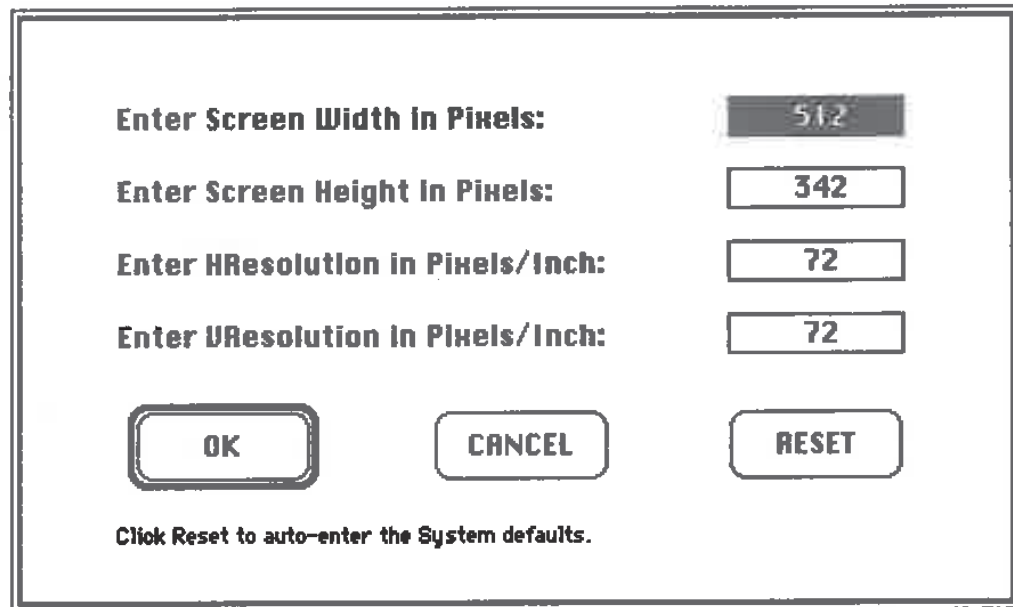 Enter Screen Width in Pixels: 512
Enter Screen Height in Pixels: 342
Enter HResolution in Pixels/Inch: 72
Enter VResolution in Pixels/Inch: 72
OK CANCEL RESET
Click Reset to auto-enter the System defaults.